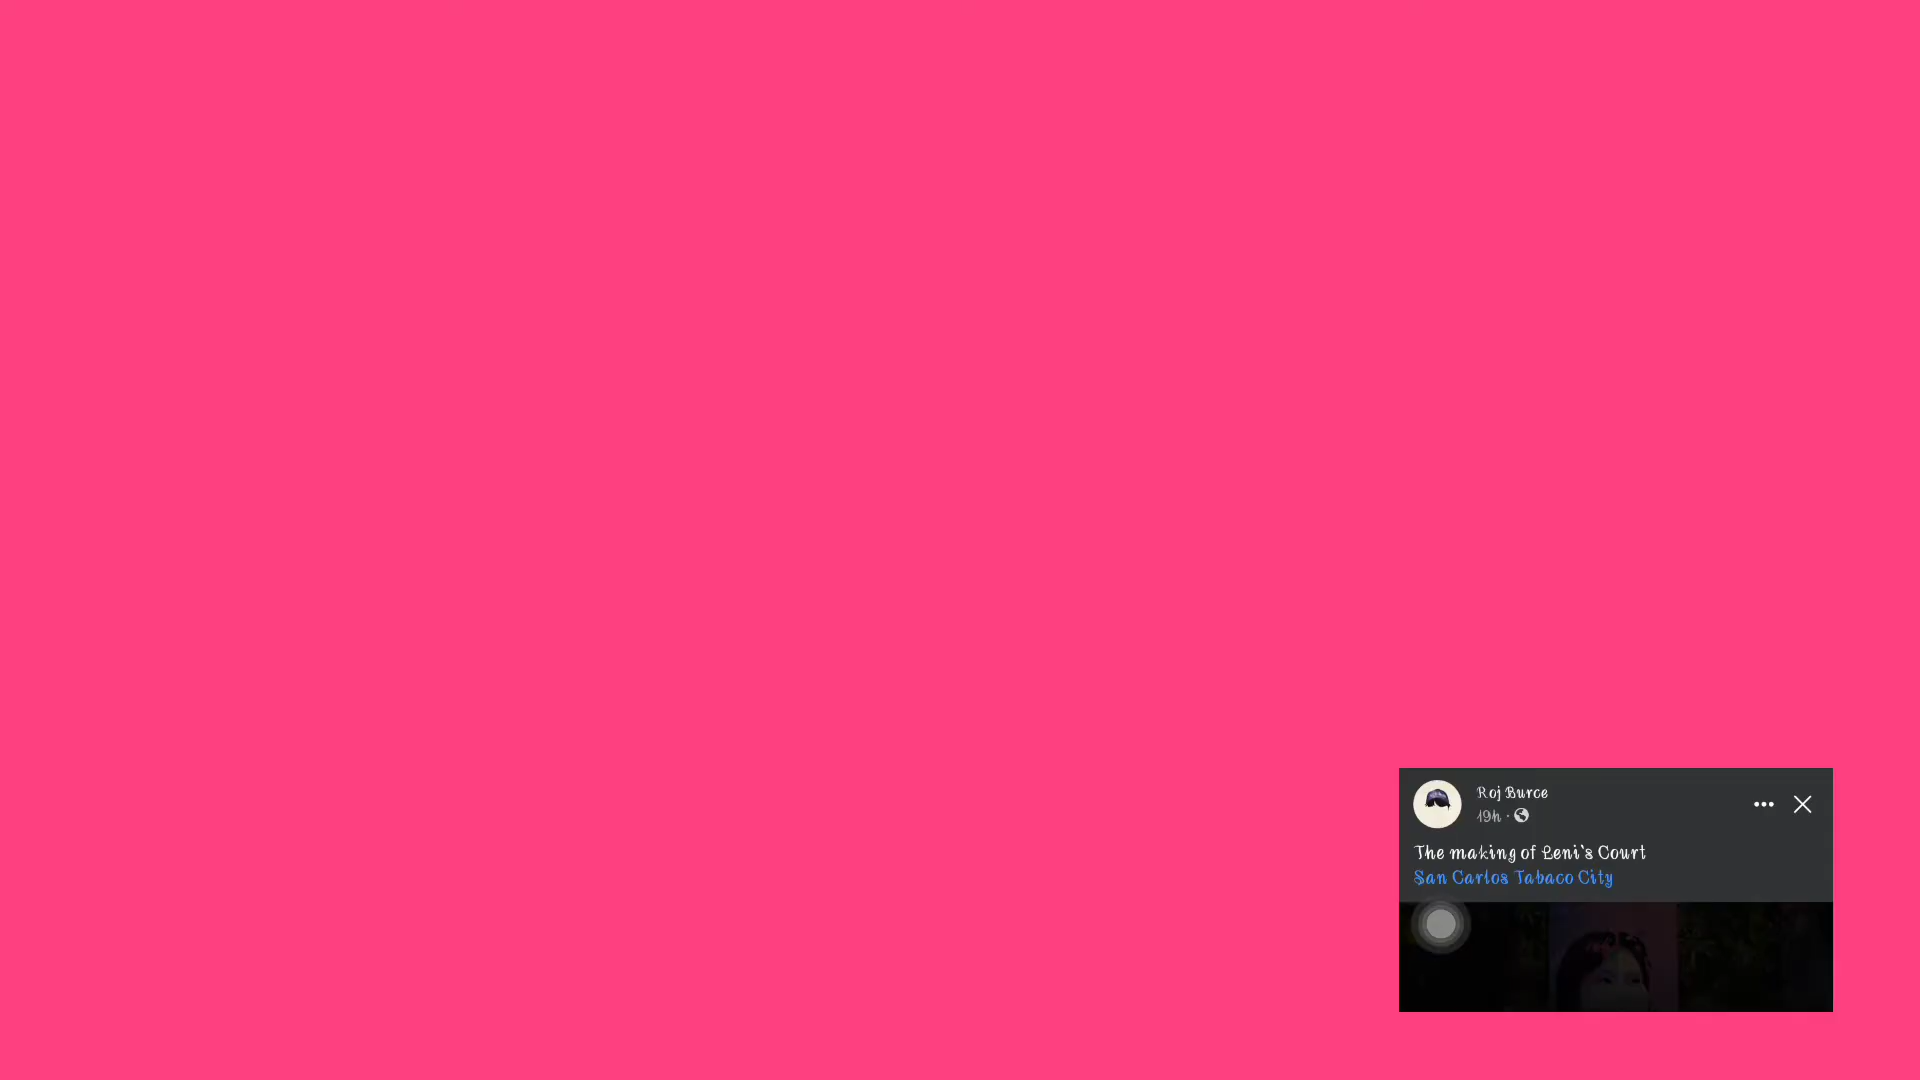 Roj Burce
19h ·
The making of Leni's Court
San Carlos Tabaco City